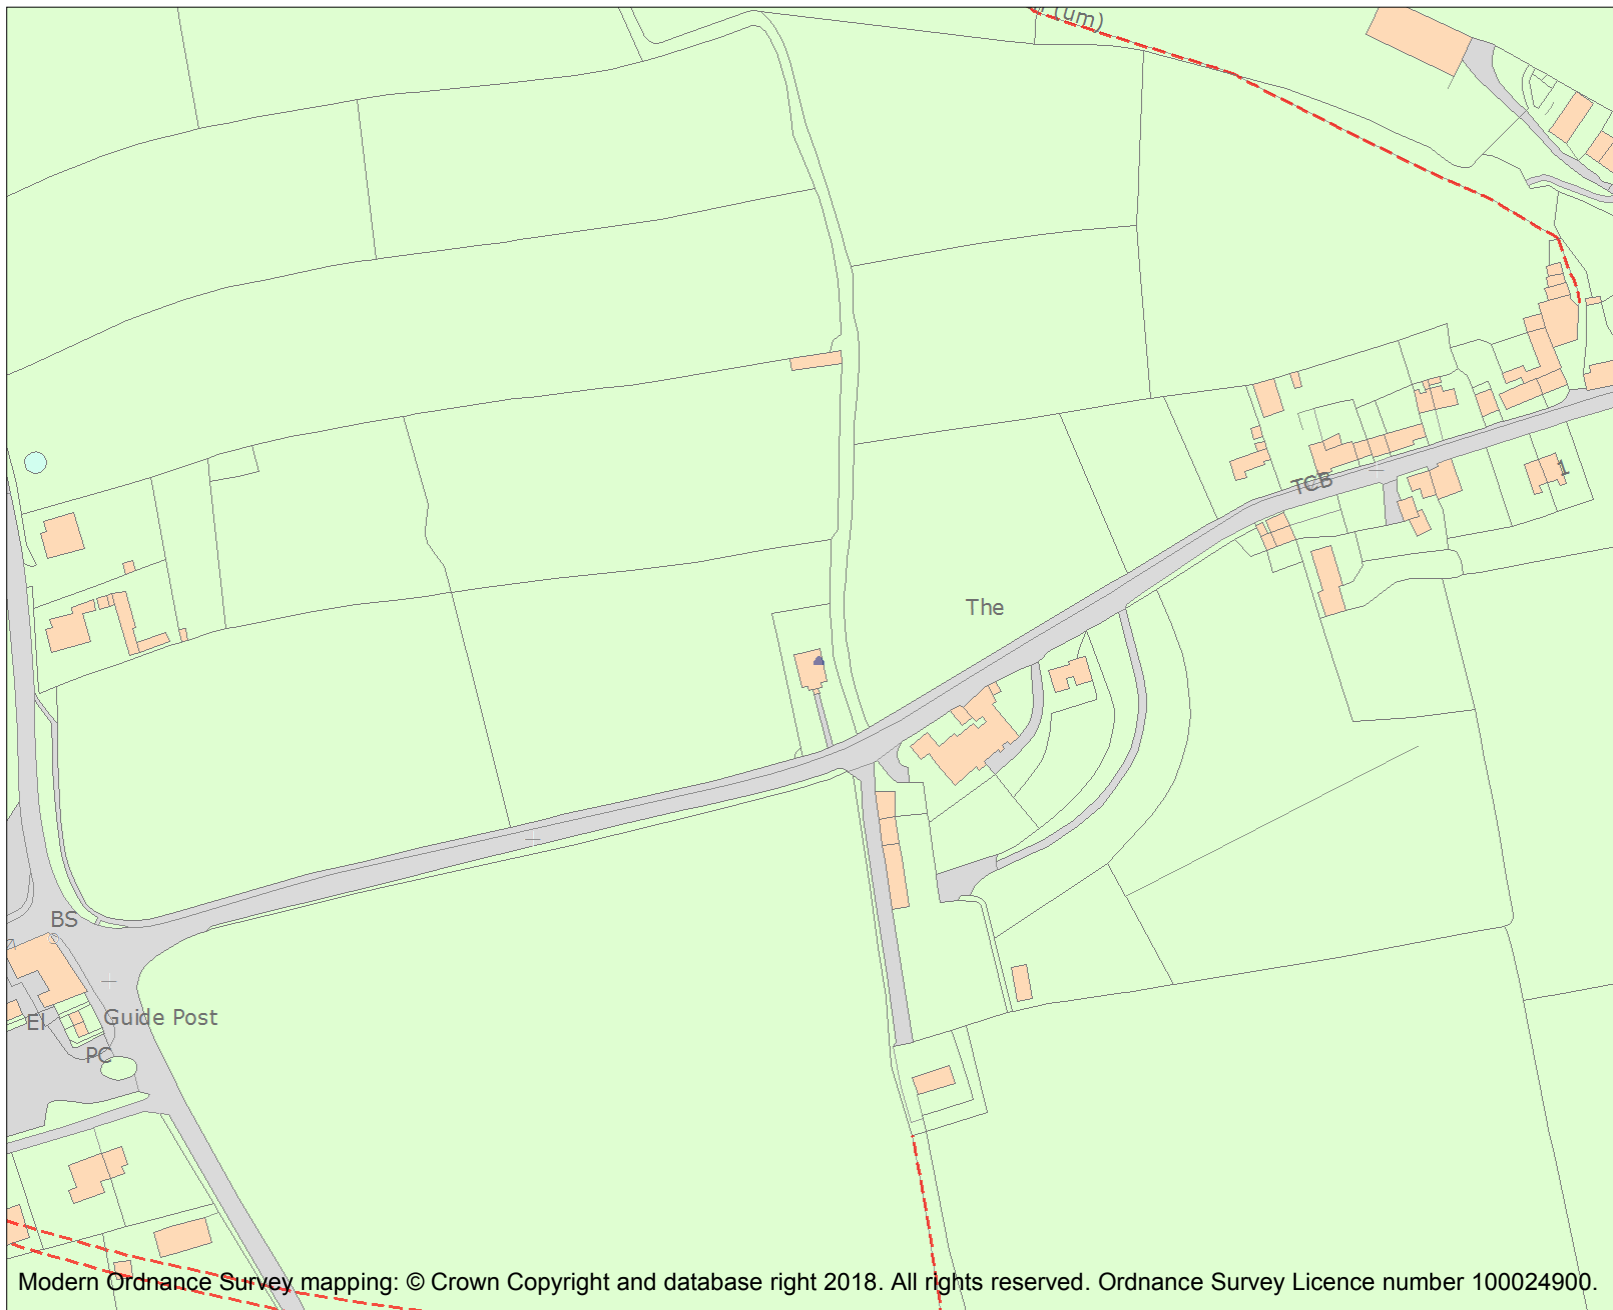 (um)
TCB
1
The
BS
Guide Post
El
PC
Modern Ordnance Survey mapping: © Crown Copyright and database right 2018. All rights reserved. Ordnance Survey Licence number 100024900.